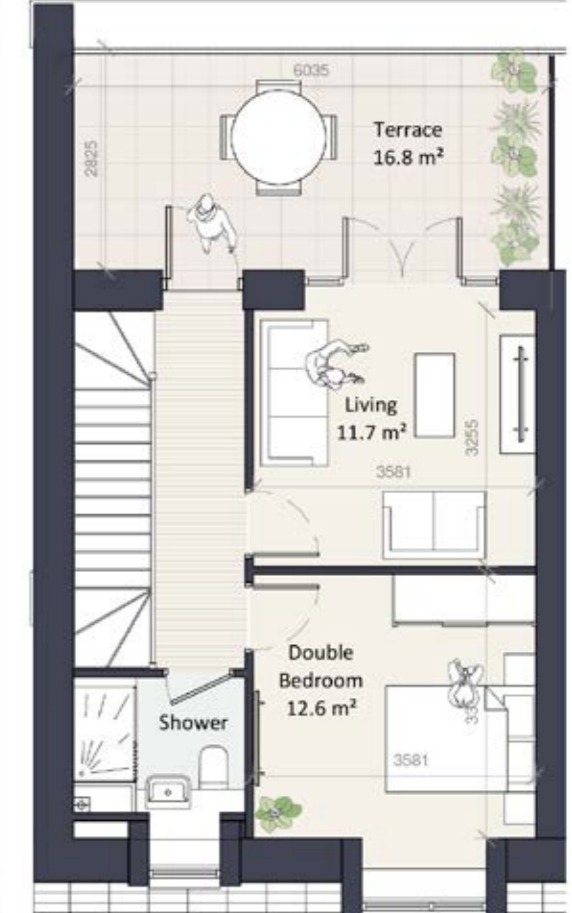 6035
2825
Terrace
16.8 m²
Living
11.7 m²
3255
3581
Double
Bedroom
12.6 m²
Shower
3581